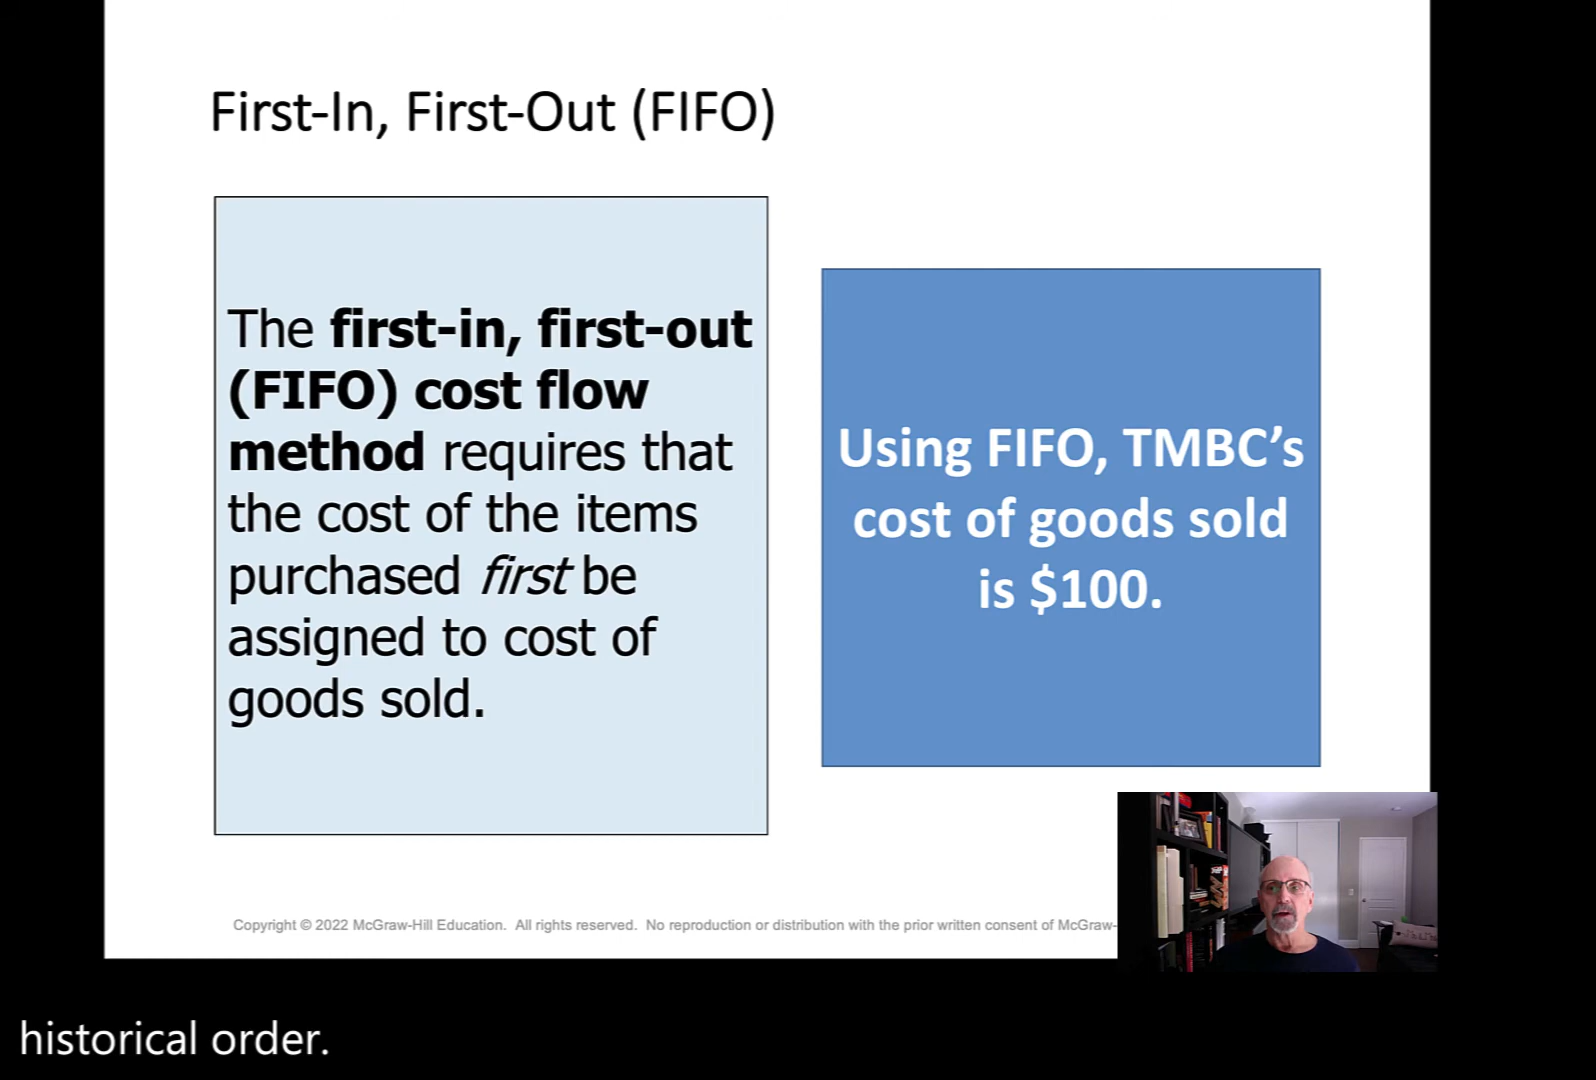 First-In, First-Out (FIFO)
The first-in, first-out
(FIFO) cost flow
method requires that
the cost of the items
purchased first be
assigned to cost of
goods sold.
Using FIFO, TMBC’s
cost of goods sold
is $100.
Copyright © 2022 McGraw-Hill Education. All rights reserved. No reproduction or distribution with the prior written consent of McGraw-
historical order.